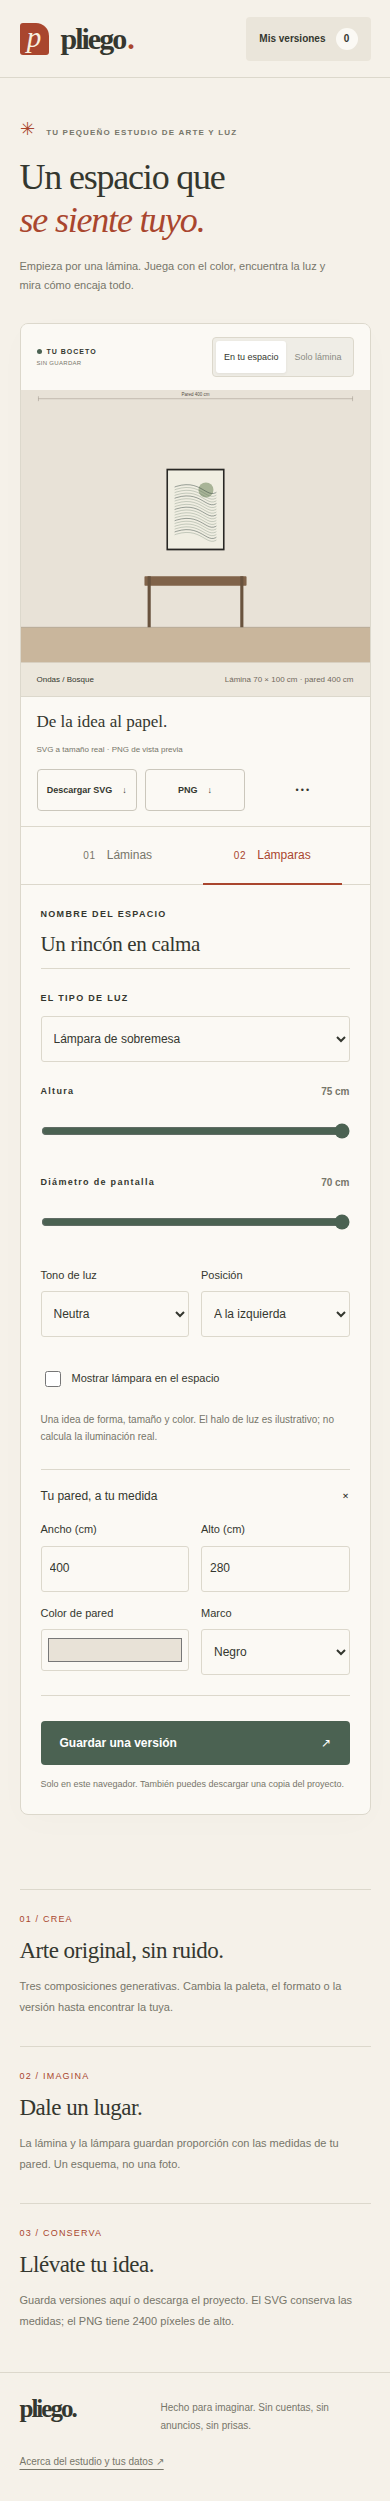 p pliego. Mis versiones 0
✳ TU PEQUEÑO ESTUDIO DE ARTE Y LUZ
Un espacio que
se siente tuyo.
Empieza por una lámina. Juega con el color, encuentra la luz y
mira cómo encaja todo.
TU BOCETO
SIN GUARDAR
En tu espacio Solo lámina
Pared 400 cm
Ondas / Bosque Lámina 70 × 100 cm · pared 400 cm
De la idea al papel.
SVG a tamaño real · PNG de vista previa
Descargar SVG ↓ PNG ↓ •••
01 Láminas 02 Lámparas
NOMBRE DEL ESPACIO
Un rincón en calma
EL TIPO DE LUZ
Lámpara de sobremesa
Altura 75 cm
Diámetro de pantalla 70 cm
Tono de luz Posición
Neutra A la izquierda
Mostrar lámpara en el espacio
Una idea de forma, tamaño y color. El halo de luz es ilustrativo; no
calcula la iluminación real.
Tu pared, a tu medida ×
Ancho (cm) Alto (cm)
400 280
Color de pared Marco
Negro
Guardar una versión ↗
Solo en este navegador. También puedes descargar una copia del proyecto.
01 / CREA
Arte original, sin ruido.
Tres composiciones generativas. Cambia la paleta, el formato o la
versión hasta encontrar la tuya.
02 / IMAGINA
Dale un lugar.
La lámina y la lámpara guardan proporción con las medidas de tu
pared. Un esquema, no una foto.
03 / CONSERVA
Llévate tu idea.
Guarda versiones aquí o descarga el proyecto. El SVG conserva las
medidas; el PNG tiene 2400 píxeles de alto.
pliego.
Hecho para imaginar. Sin cuentas, sin
anuncios, sin prisas.
Acerca del estudio y tus datos ↗